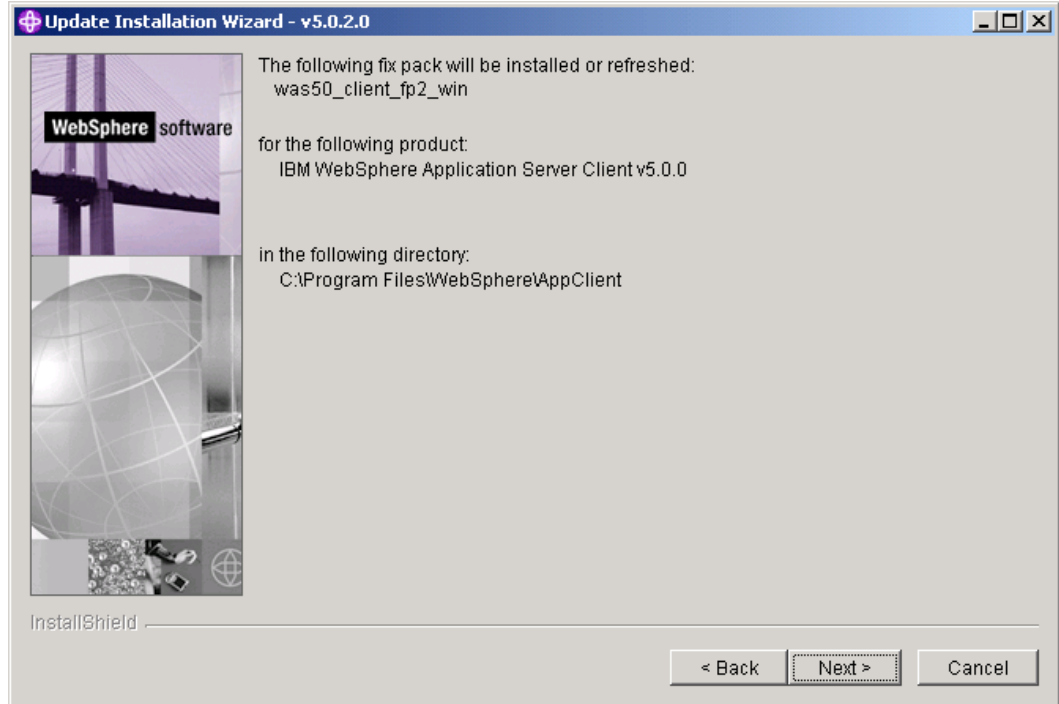 Update Installation Wizard - v5.0.2.0
WebSphere software
The following fix pack will be installed or refreshed:
was50_client_fp2_win
for the following product:
IBM WebSphere Application Server Client v5.0.0
in the following directory:
C:\Program Files\WebSphere\AppClient
InstallShield
< Back
Next >
Cancel